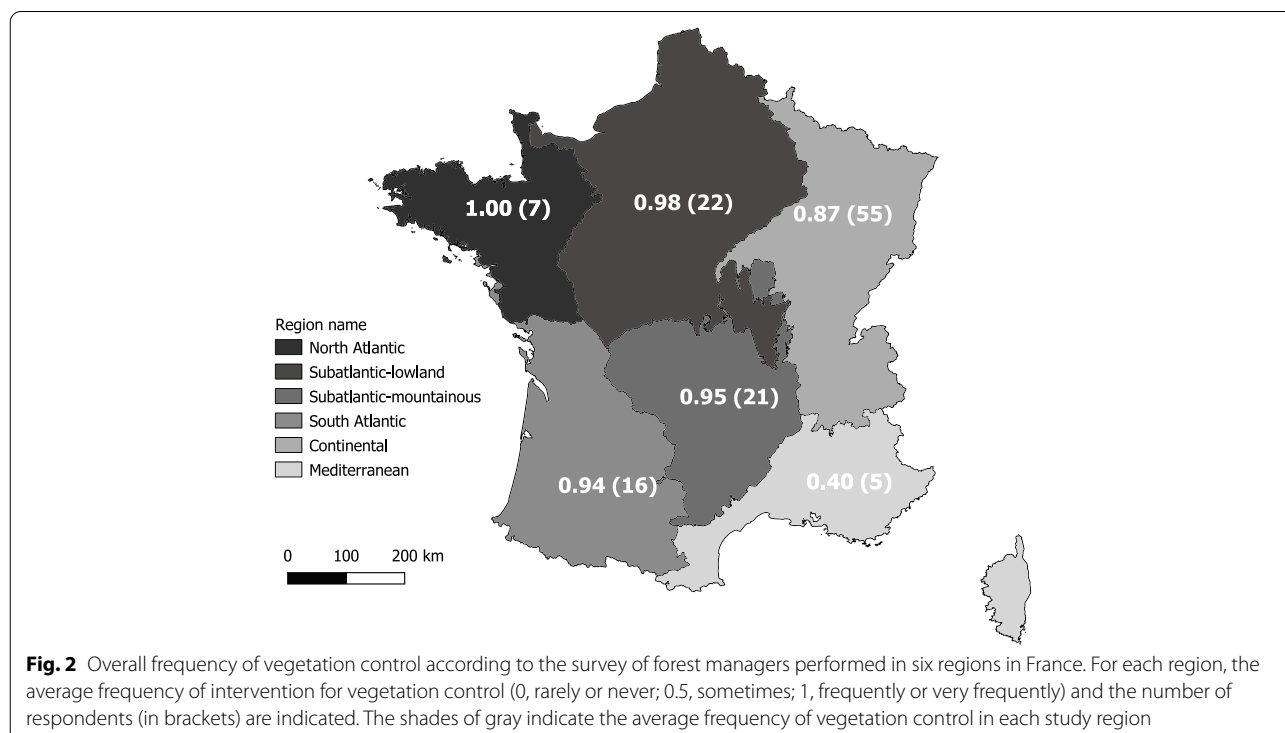 1.00 (7)
0.98 (22)
0.87 (55)
Region name
North Atlantic
Subatlantic-lowland
Subatlantic-mountainous
South Atlantic
Continental
Mediterranean
0.95 (21)
0.94 (16)
0.40 (5)
0 100 200 km
Fig. 2 Overall frequency of vegetation control according to the survey of forest managers performed in six regions in France. For each region, the
average frequency of intervention for vegetation control (0, rarely or never; 0.5, sometimes; 1, frequently or very frequently) and the number of
respondents (in brackets) are indicated. The shades of gray indicate the average frequency of vegetation control in each study region